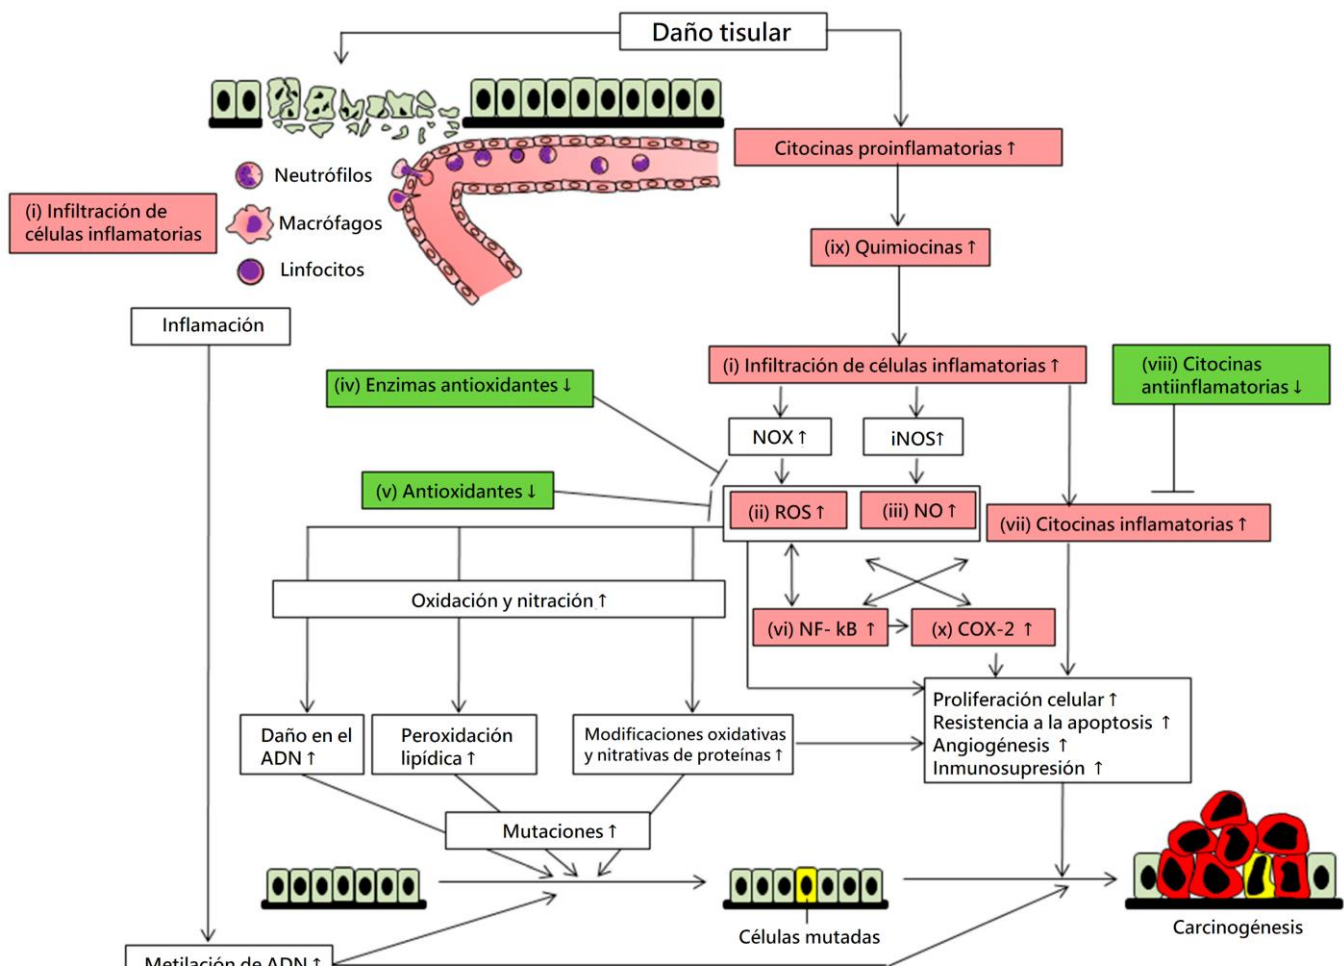 Daño tisular
Citocinas proinflamatorias ↑
Neutrófilos
(i) Infiltración de
células inflamatorias
Macrófagos
Linfocitos
(ix) Quimiocinas ↑
Inflamación
(i) Infiltración de células inflamatorias ↑
(viii) Citocinas
antiinflamatorias ↓
(iv) Enzimas antioxidantes ↓
NOX ↑
iNOS↑
(v) Antioxidantes ↓
(ii) ROS ↑
(iii) NO ↑
(vii) Citocinas inflamatorias ↑
Oxidación y nitración ↑
(vi) NF- kB ↑
(x) COX-2 ↑
Daño en el
ADN ↑
Peroxidación
lipídica ↑
Modificaciones oxidativas
y nitrativas de proteínas ↑
Proliferación celular ↑
Resistencia a la apoptosis ↑
Angiogénesis ↑
Inmunosupresión ↑
Mutaciones ↑
Células mutadas
Carcinogénesis
Metilación de ADN ↑